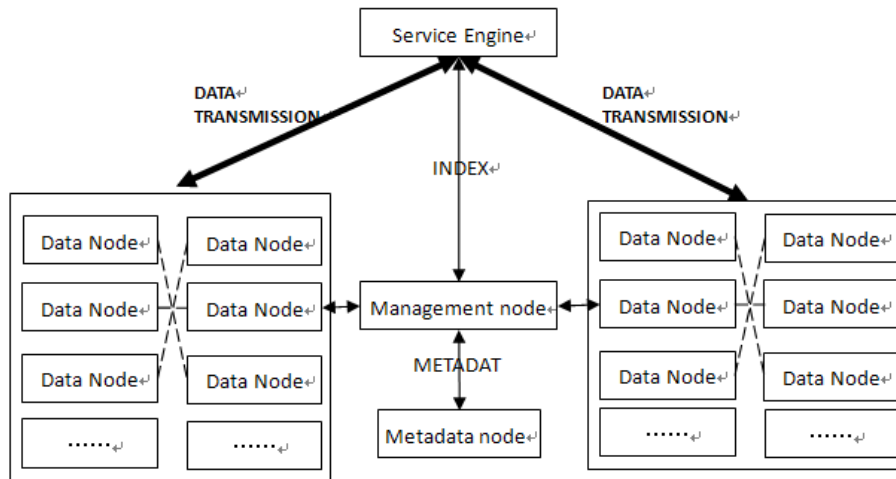 Service Engine
DATA
TRANSMISSION
DATA
TRANSMISSION
INDEX
Data Node
Data Node
Data Node
Data Node
Data Node
Data Node
……
……
Management node
METADAT
Metadata node
Data Node
Data Node
Data Node
Data Node
Data Node
Data Node
……
……